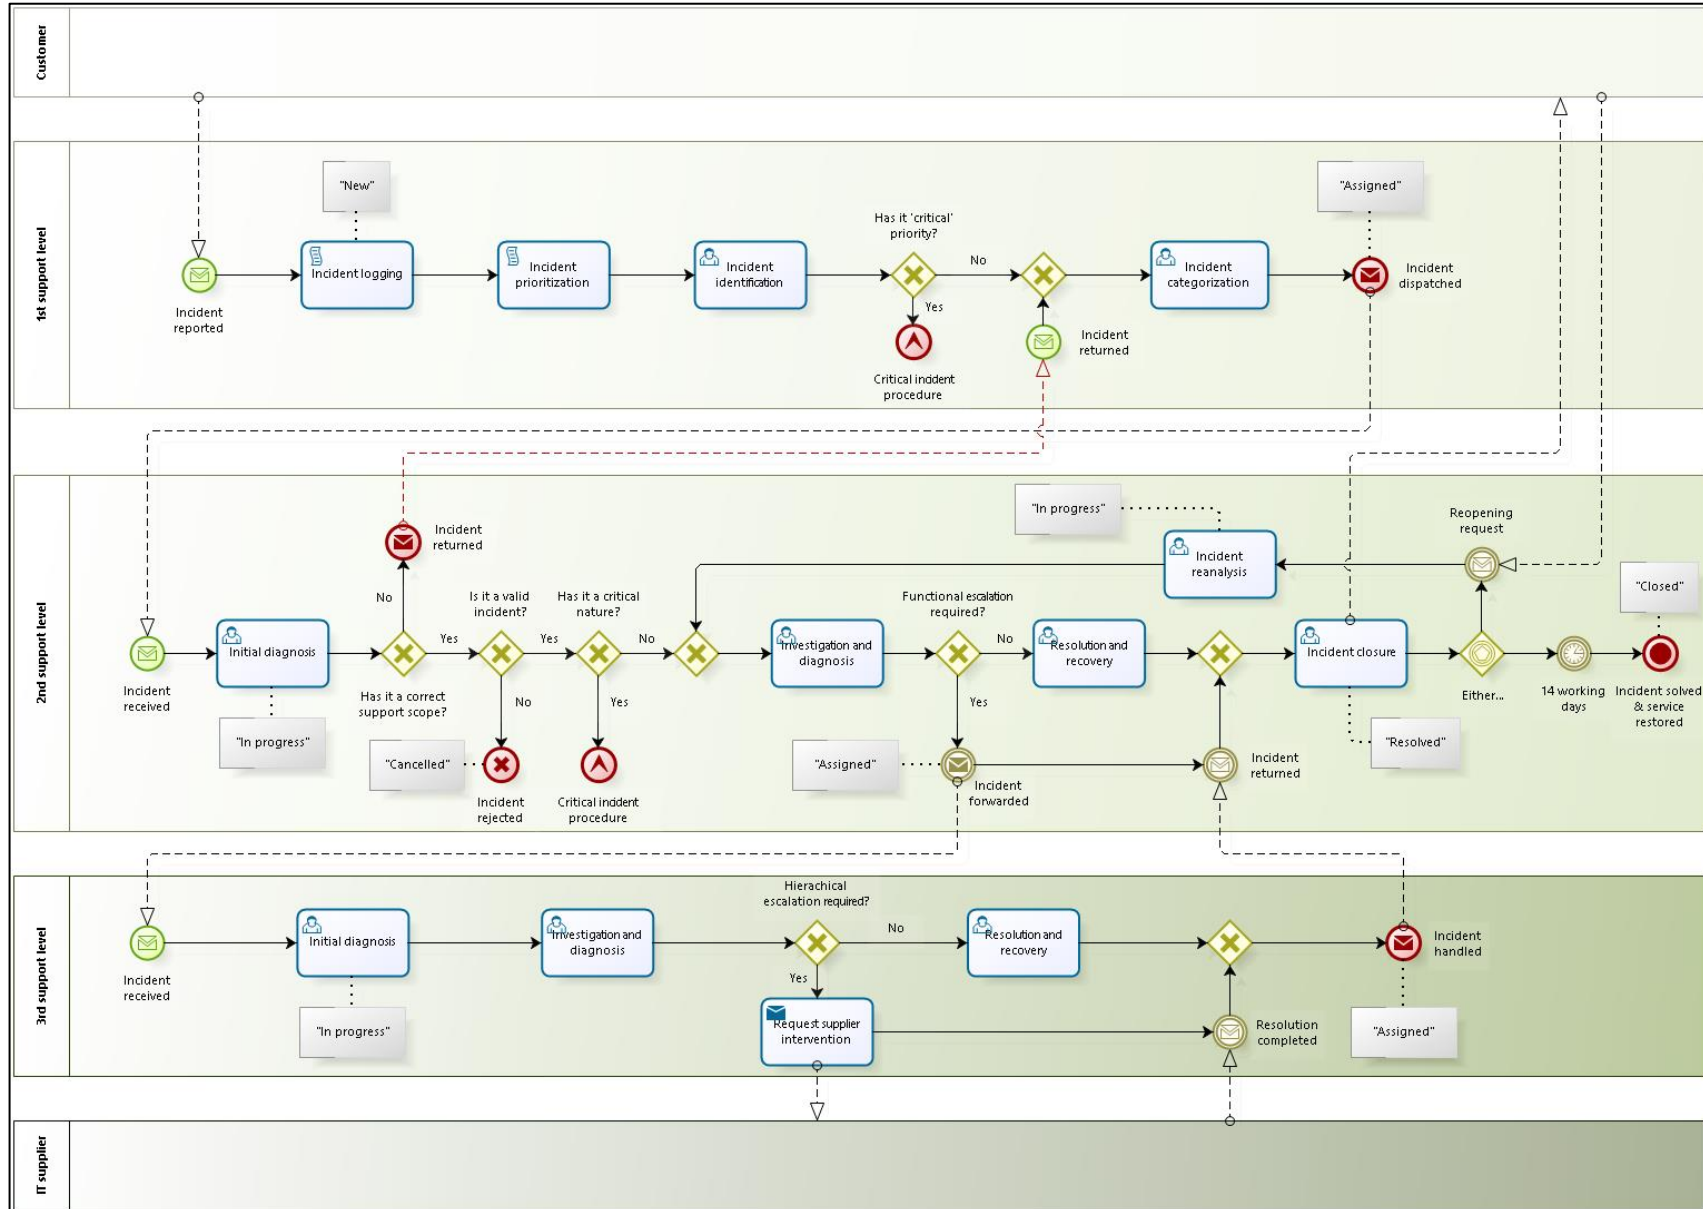 Customer
1st support level
"New"
"Assigned"
Has it 'critical'
priority?
Incident logging
Incident
prioritization
Incident
identification
No
Incident
categorization
Incident
dispatched
Incident
reported
Yes
Incident
returned
Critical incident
procedure
2nd support level
"In progress"
Reopening
request
Incident
returned
Incident
reanalysis
"Closed"
No
Is it a valid
incident?
Has it a critical
nature?
Functional escalation
required?
Initial diagnosis
Yes
Yes
No
Investigation and
diagnosis
No
Resolution and
recovery
Incident closure
Incident
received
Has it a correct
support scope?
No
Yes
Yes
Either...
14 working
days
Incident solved
& service
restored
"In progress"
"Cancelled"
"Assigned"
Incident
returned
"Resolved"
Incident
rejected
Critical incident
procedure
Incident
forwarded
3rd support level
Hierachical
escalation required?
Initial diagnosis
Investigation and
diagnosis
No
Resolution and
recovery
Incident
handled
Incident
received
Yes
"In progress"
Request supplier
intervention
Resolution
completed
"Assigned"
IT supplier